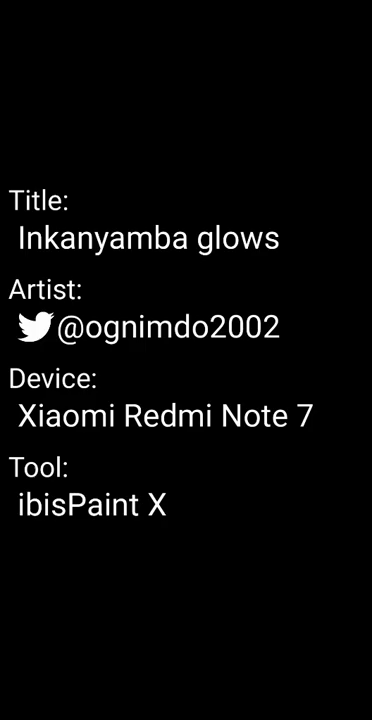 Title:
Inkanyamba glows
Artist:
@ognimdo2002
Device:
Xiaomi Redmi Note 7
Tool:
ibisPaint X